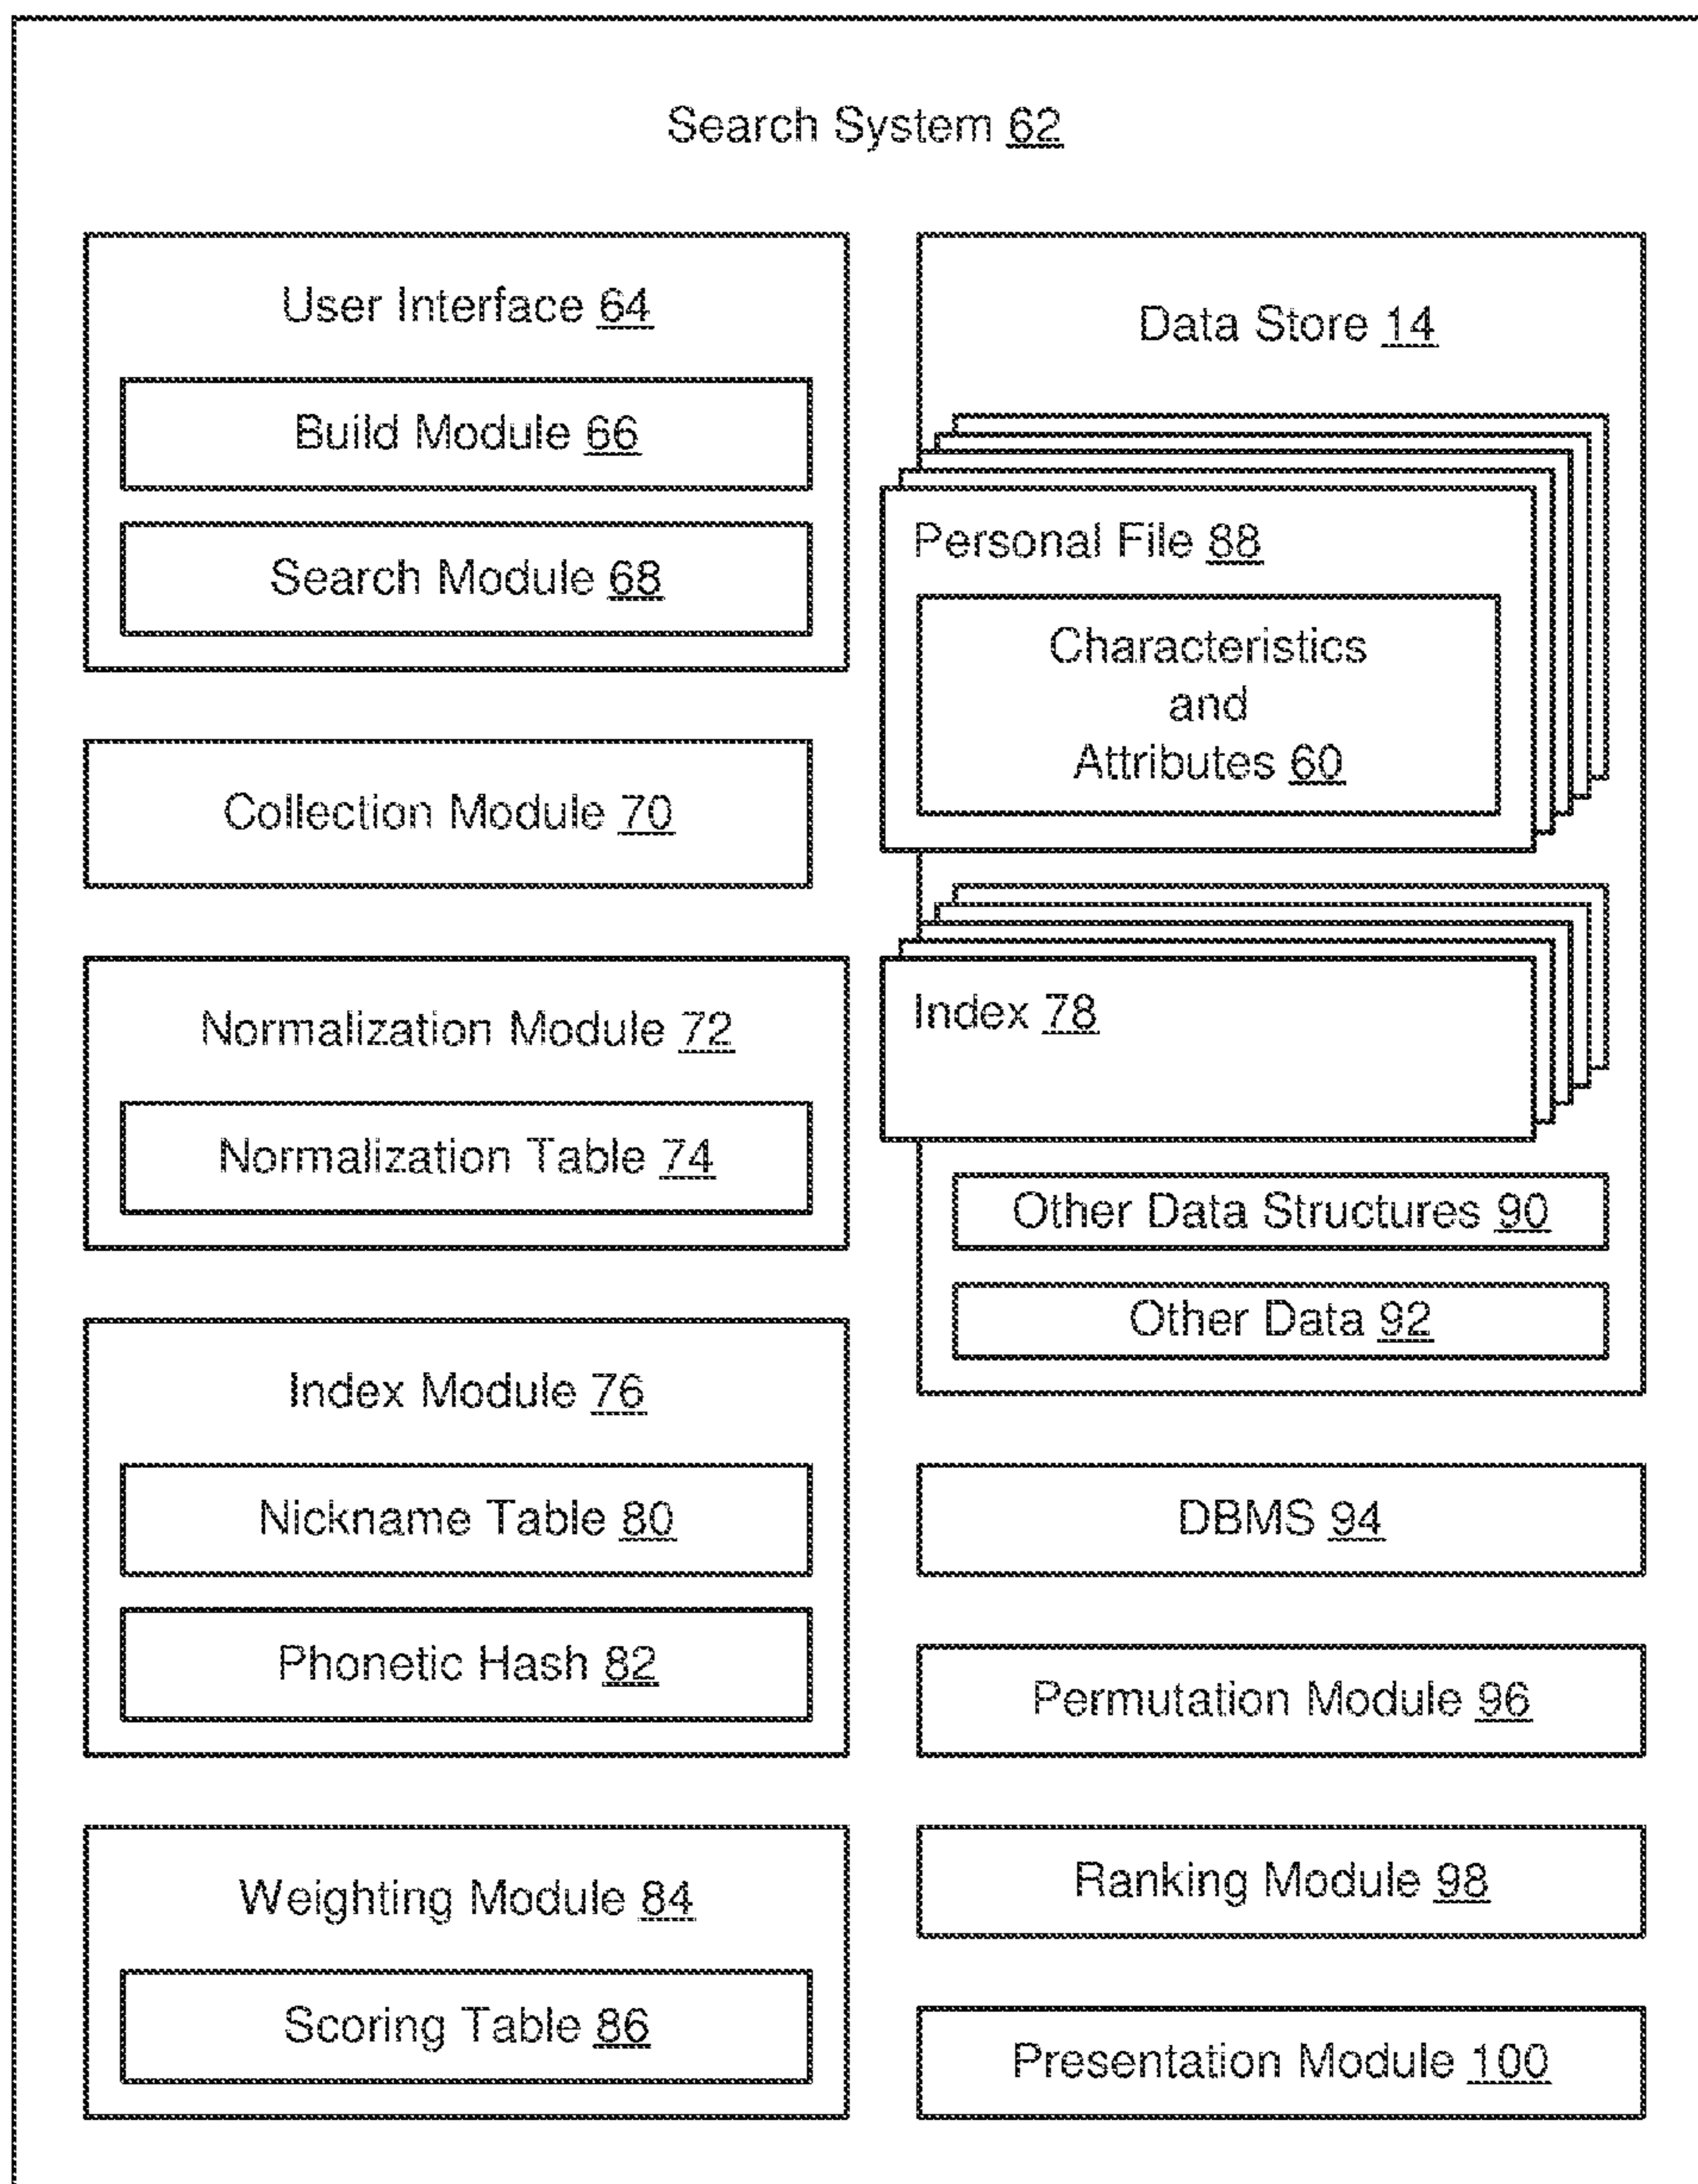 Search System 62
User Interface 64
Build Module 66
Search Module 68
Collection Module 70
Normalization Module 72
Normalization Table 74
Index Module 76
Nickname Table 80
Phonetic Hash 82
Weighting Module 84
Scoring Table 86
Data Store 14
Personal File 88
Characteristics
and
Attributes 60
Index 78
Other Data Structures 90
Other Data 92
DBMS 94
Permutation Module 96
Ranking Module 98
Presentation Module 100